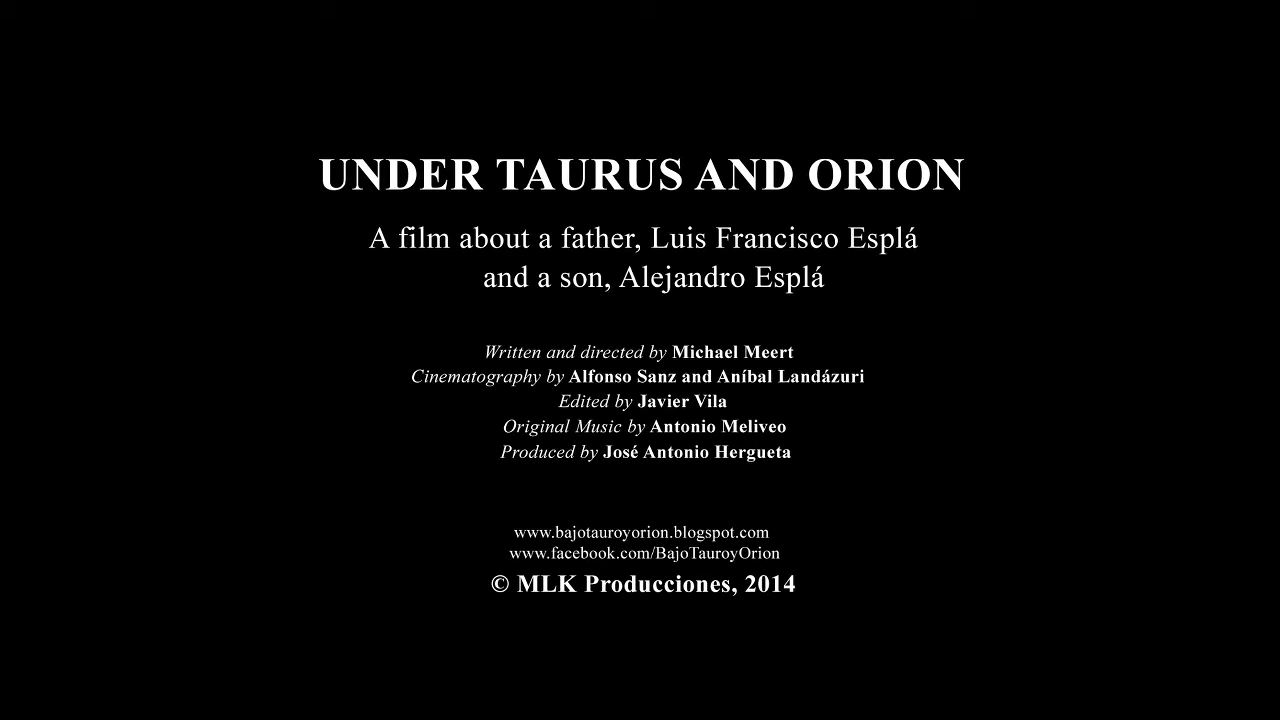 UNDER TAURUS AND ORION
A film about a father, Luis Francisco Esplá
and a son, Alejandro Esplá
Written and directed by Michael Meert
Cinematography by Alfonso Sanz and Aníbal Landázuri
Edited by Javier Vila
Original Music by Antonio Meliveo
Produced by José Antonio Hergueta
www.bajotauroyorion.blogspot.com
www.facebook.com/BajoTauroyOrion
© MLK Producciones, 2014